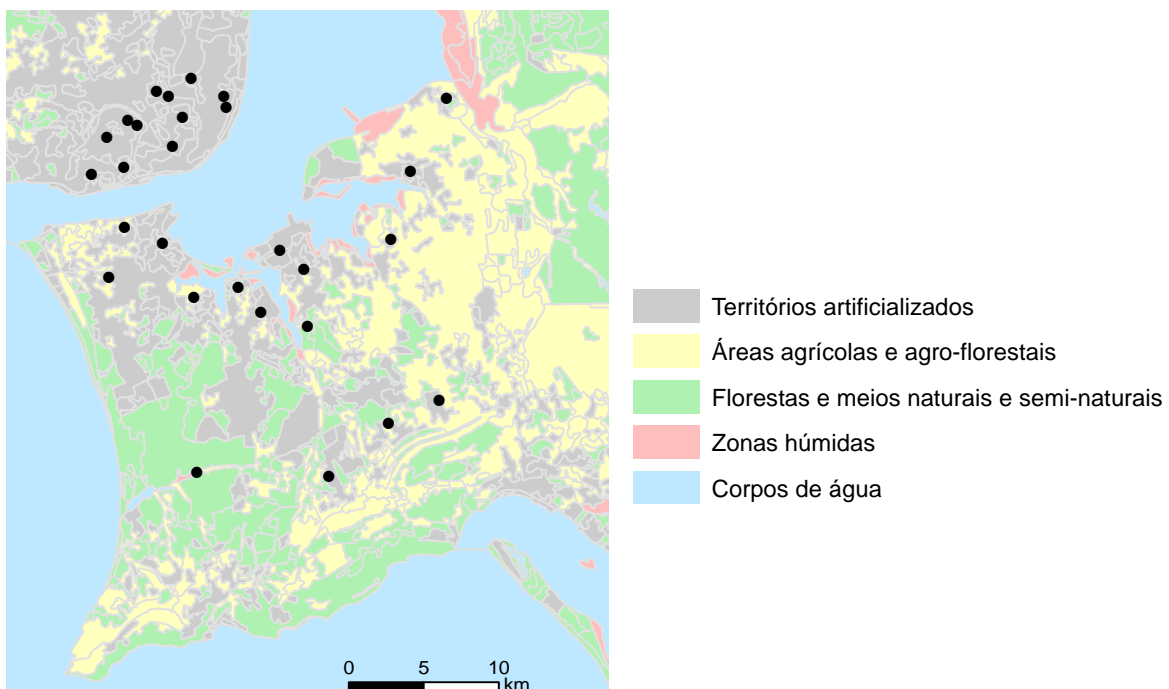 Territórios artificializados
Áreas agrícolas e agro-florestais
Florestas e meios naturais e semi-naturais
Zonas húmidas
Corpos de água
0 5 10
km